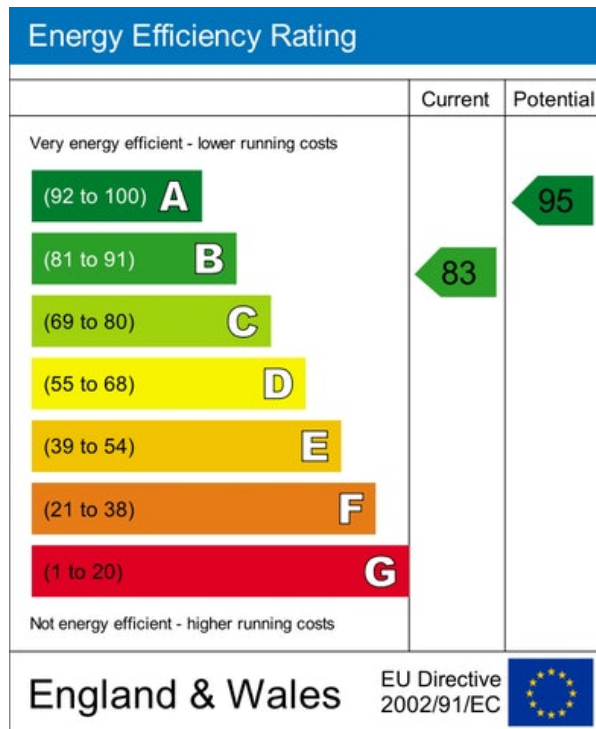 Energy Efficiency Rating
Current Potential
Very energy efficient - lower running costs
(92 to 100) A
95
(81 to 91) B
83
(69 to 80) C
(55 to 68) D
(39 to 54) E
(21 to 38) F
(1 to 20) G
Not energy efficient - higher running costs
England & Wales
EU Directive
2002/91/EC